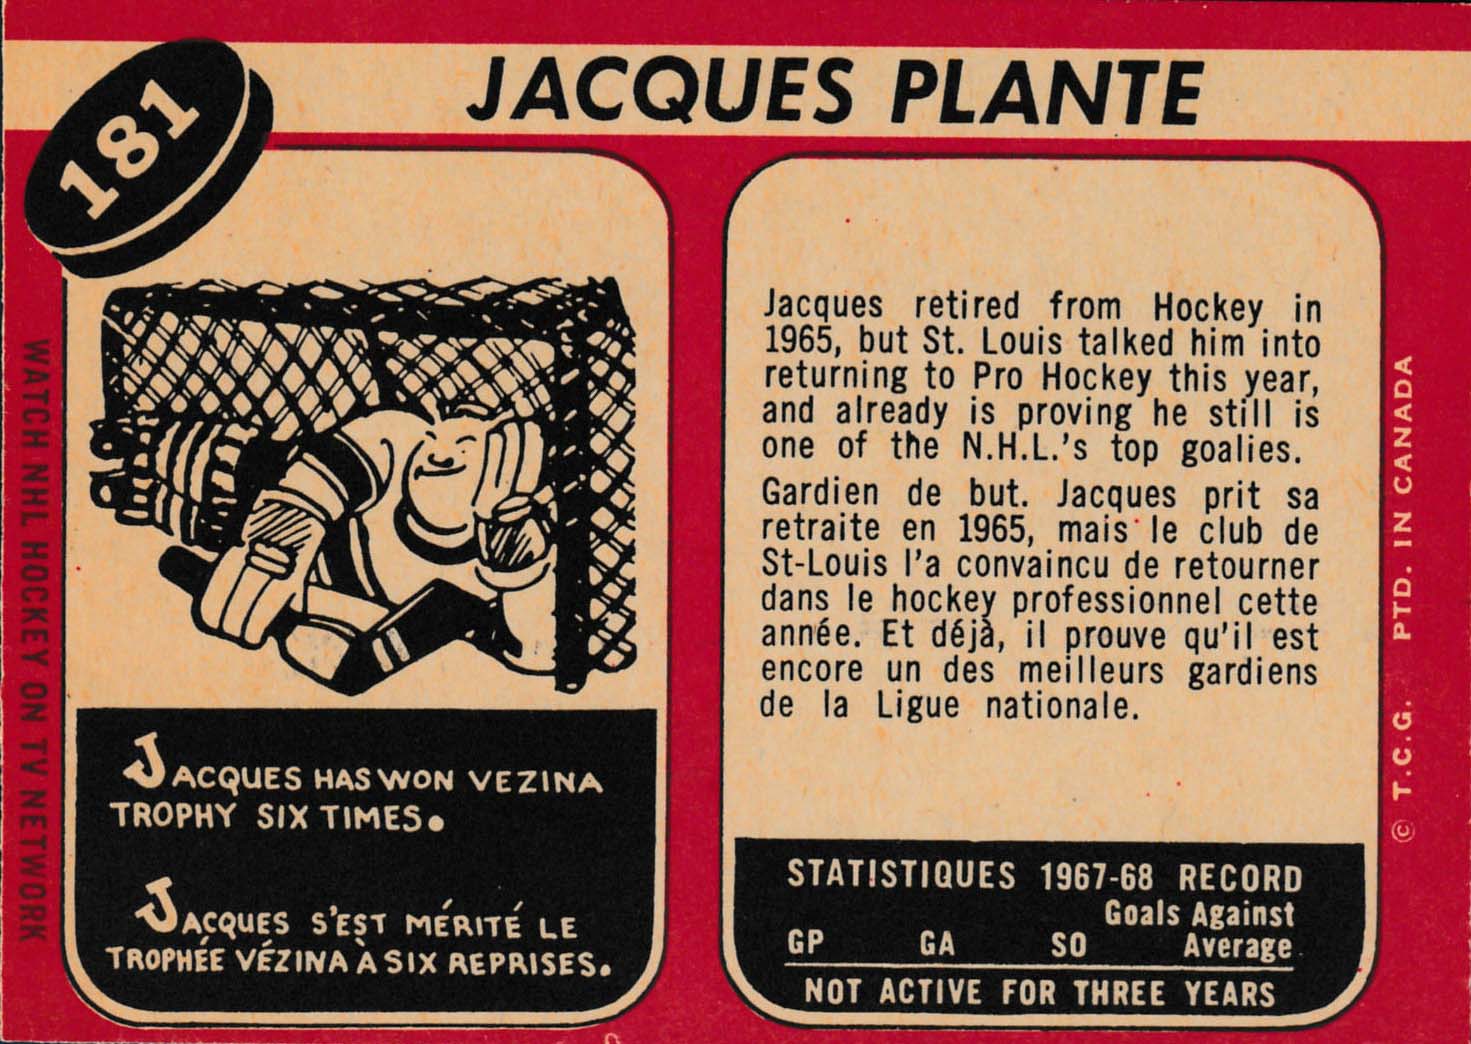 181
JACQUES PLANTE
WATCH NHL HOCKEY ON TV NETWORK
JACQUES HAS WON VEZINA
TROPHY SIX TIMES.
JACQUES S'EST MÉRITÉ LE
TROPHÉE VÉZINA À SIX REPRISES.
Jacques retired from Hockey in
1965, but St. Louis talked him into
returning to Pro Hockey this year,
and already is proving he still is
one of the N.H.L.'s top goalies.
Gardien de but. Jacques prit sa
retraite en 1965, mais le club de
St-Louis l'a convaincu de retourner
dans le hockey professionnel cette
année. Et déjà, il prouve qu'il est
encore un des meilleurs gardiens
de la Ligue nationale.
STATISTIQUES 1967-68 RECORD
Goals Against
GP GA SO Average
NOT ACTIVE FOR THREE YEARS
© T.C.G. PTD. IN CANADA